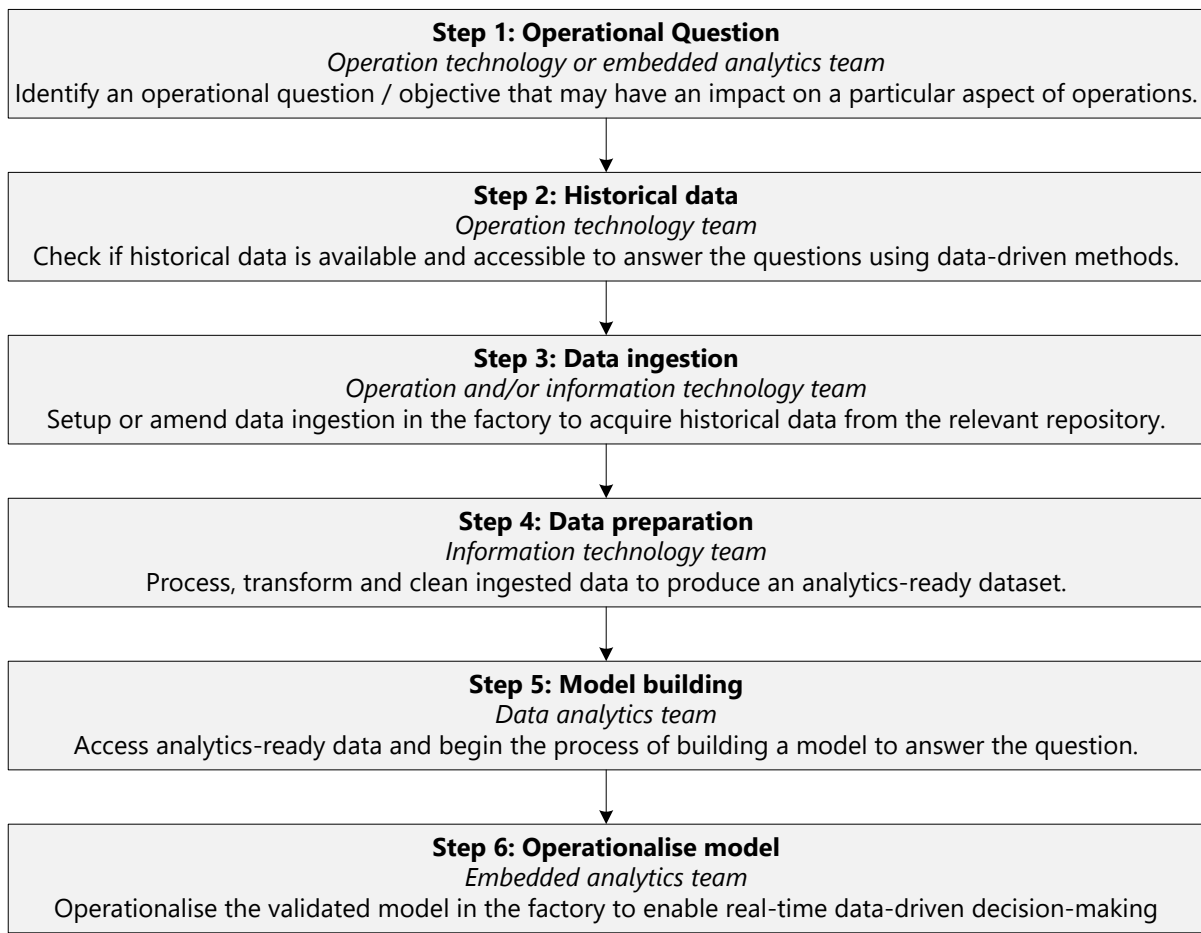 Step 1: Operational Question
Operation technology or embedded analytics team
Identify an operational question / objective that may have an impact on a particular aspect of operations.
Step 2: Historical data
Operation technology team
Check if historical data is available and accessible to answer the questions using data-driven methods.
Step 3: Data ingestion
Operation and/or information technology team
Setup or amend data ingestion in the factory to acquire historical data from the relevant repository.
Step 4: Data preparation
Information technology team
Process, transform and clean ingested data to produce an analytics-ready dataset.
Step 5: Model building
Data analytics team
Access analytics-ready data and begin the process of building a model to answer the question.
Step 6: Operationalise model
Embedded analytics team
Operationalise the validated model in the factory to enable real-time data-driven decision-making